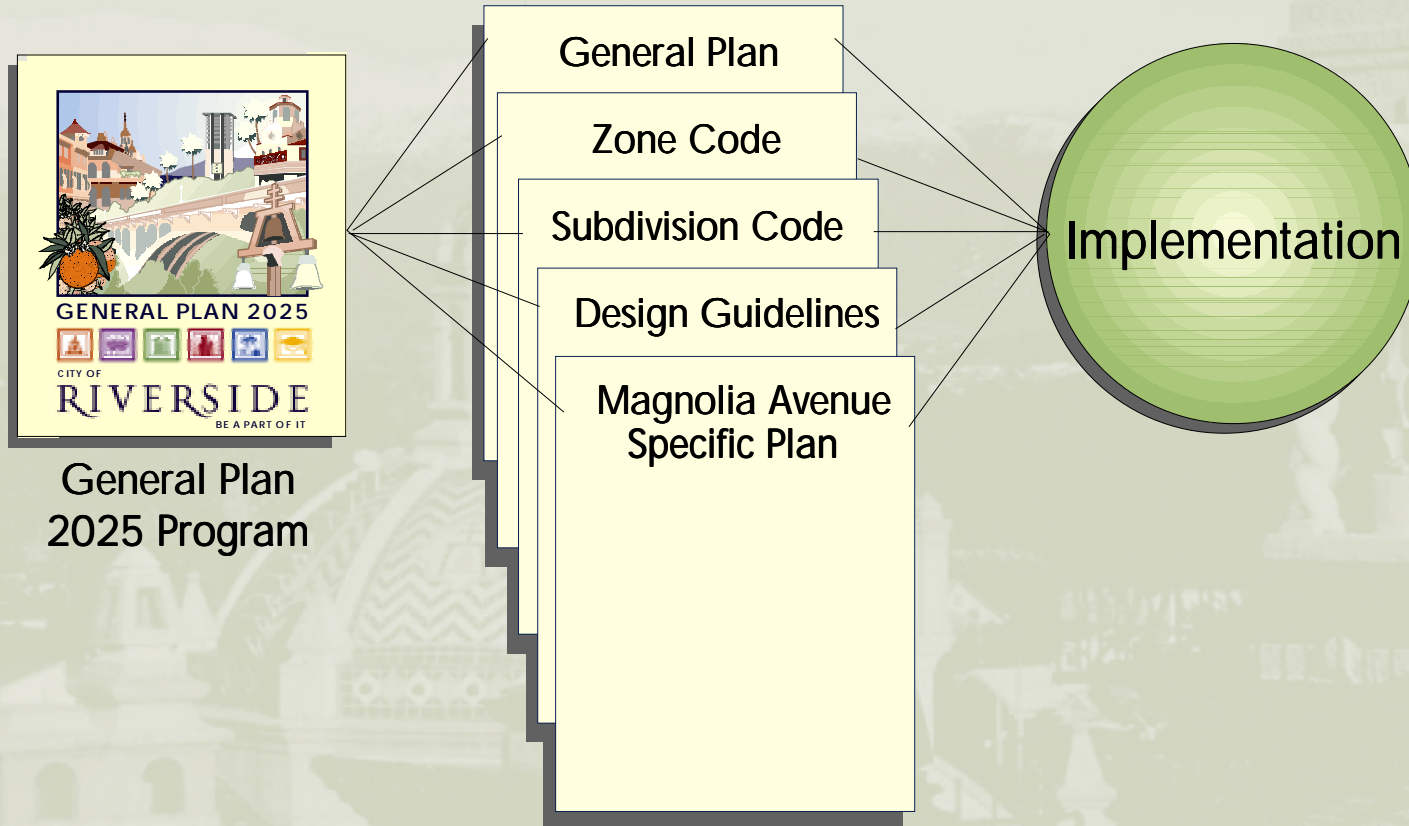 GENERAL PLAN 2025
CITY OF
RIVERSIDE
BE A PART OF IT
General Plan
2025 Program
General Plan
Zone Code
Subdivision Code
Design Guidelines
Magnolia Avenue
Specific Plan
Implementation